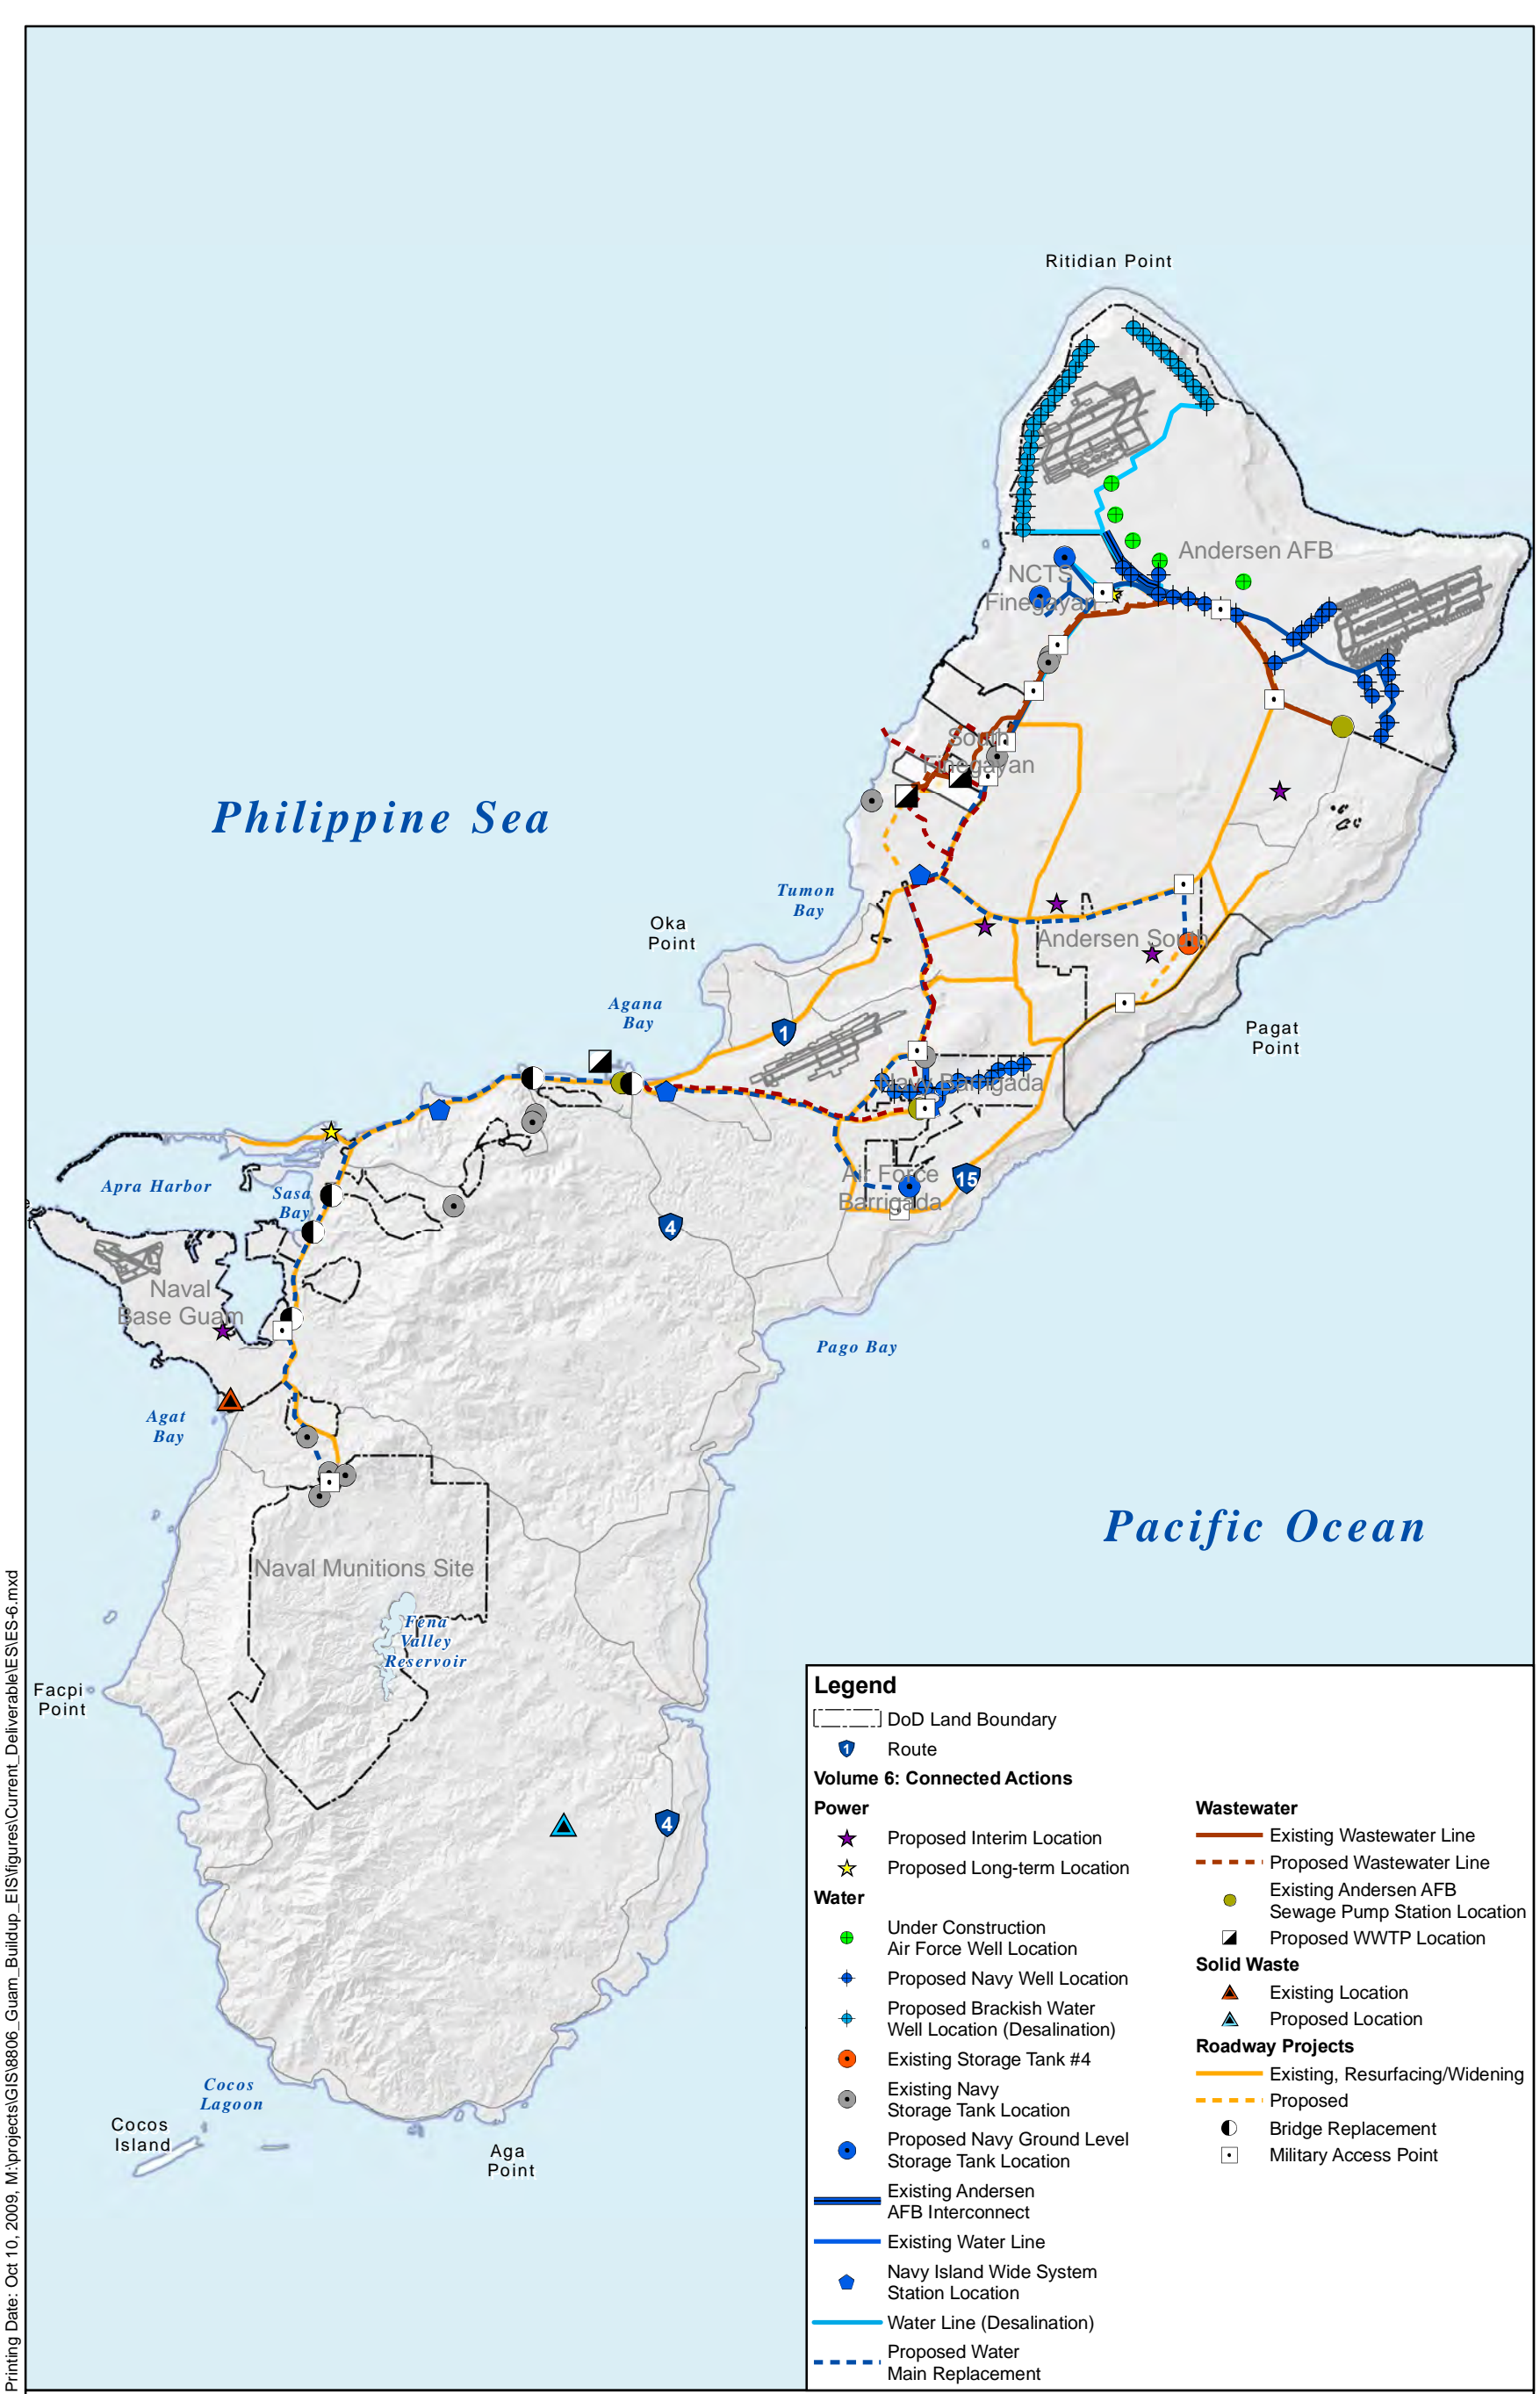 Ritidian Point
Andersen AFB
NCTS
Finegayan
South
Finegayan
Philippine Sea
Tumon
Bay
Oka
Point
Andersen South
Agana
Bay
1
Pagat
Point
Navy Barrigada
Apra Harbor
Sasa
Bay
Air Force
Barrigada
15
4
Naval
Base Guam
Pago Bay
Agat
Bay
Pacific Ocean
Naval Munitions Site
Fena
Valley
Reservoir
Facpi
Point
4
Cocos
Lagoon
Cocos
Island
Aga
Point
Legend
DoD Land Boundary
1
Route
Volume 6: Connected Actions
Power
Proposed Interim Location
Proposed Long-term Location
Water
Under Construction
Air Force Well Location
Proposed Navy Well Location
Proposed Brackish Water
Well Location (Desalination)
Existing Storage Tank #4
Existing Navy
Storage Tank Location
Proposed Navy Ground Level
Storage Tank Location
Existing Andersen
AFB Interconnect
Existing Water Line
Navy Island Wide System
Station Location
Water Line (Desalination)
Proposed Water
Main Replacement
Wastewater
Existing Wastewater Line
Proposed Wastewater Line
Existing Andersen AFB
Sewage Pump Station Location
Proposed WWTP Location
Solid Waste
Existing Location
Proposed Location
Roadway Projects
Existing, Resurfacing/Widening
Proposed
Bridge Replacement
Military Access Point
Printing Date: Oct 10, 2009, M:\projects\GIS\8806_Guam_Buildup_EIS\figures\Current_Deliverable\ES\ES-6.mxd